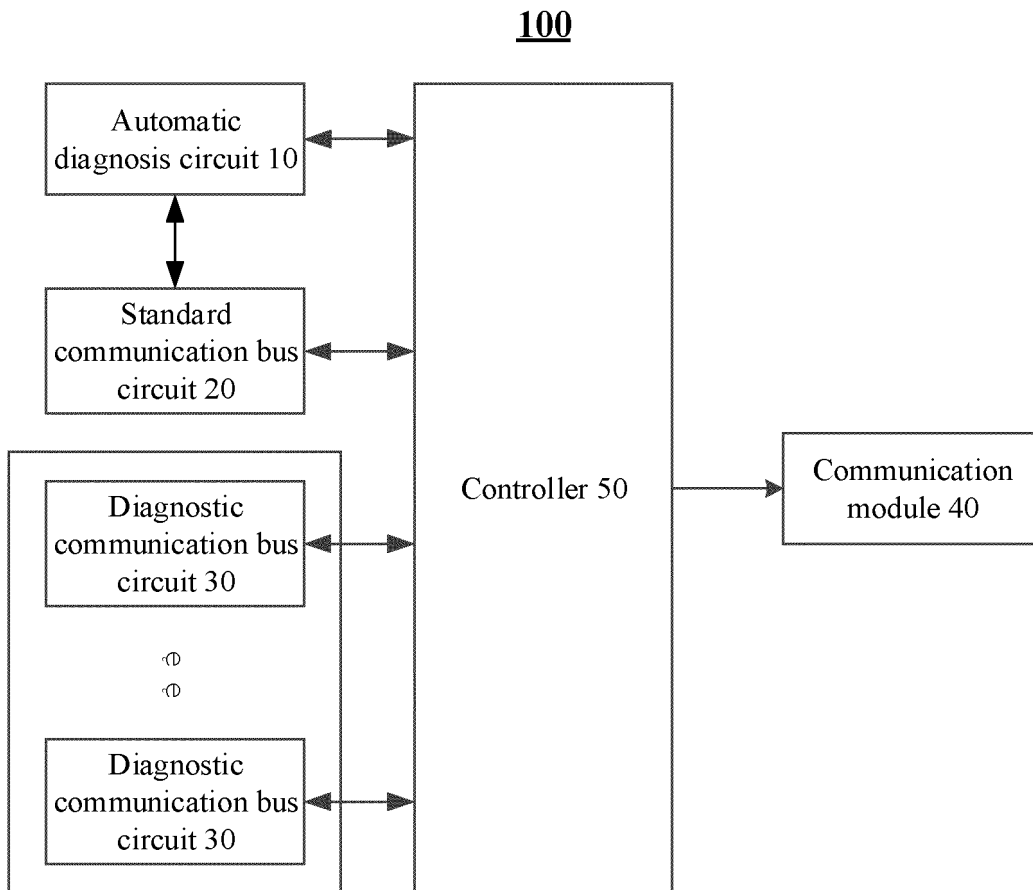 100
Automatic
diagnosis circuit 10
Standard
communication bus
circuit 20
Diagnostic
communication bus
circuit 30
Diagnostic
communication bus
circuit 30
Controller 50
Communication
module 40